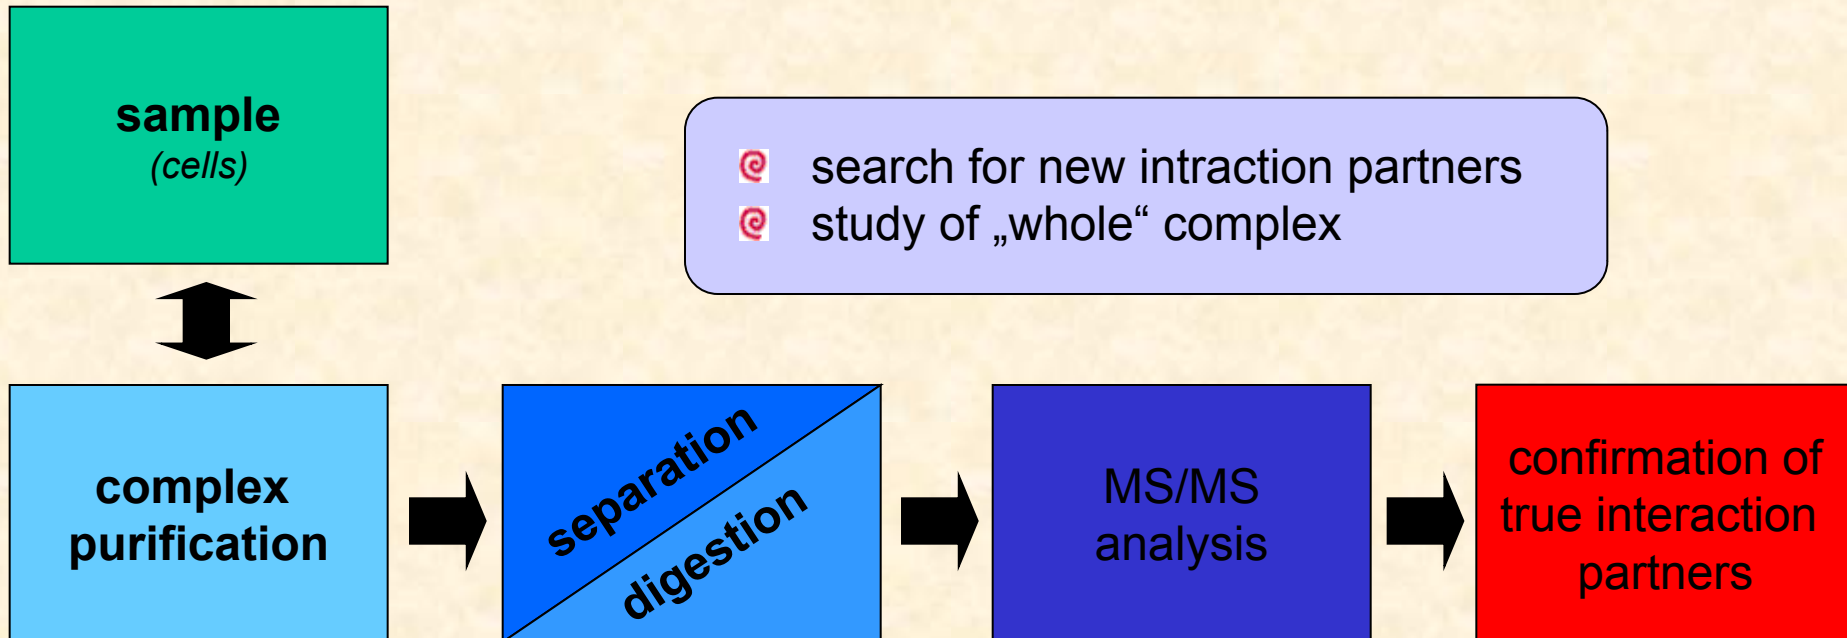 sample
(cells)
search for new intraction partners
study of „whole“ complex
complex
purification
separation
digestion
MS/MS
analysis
confirmation of
true interaction
partners